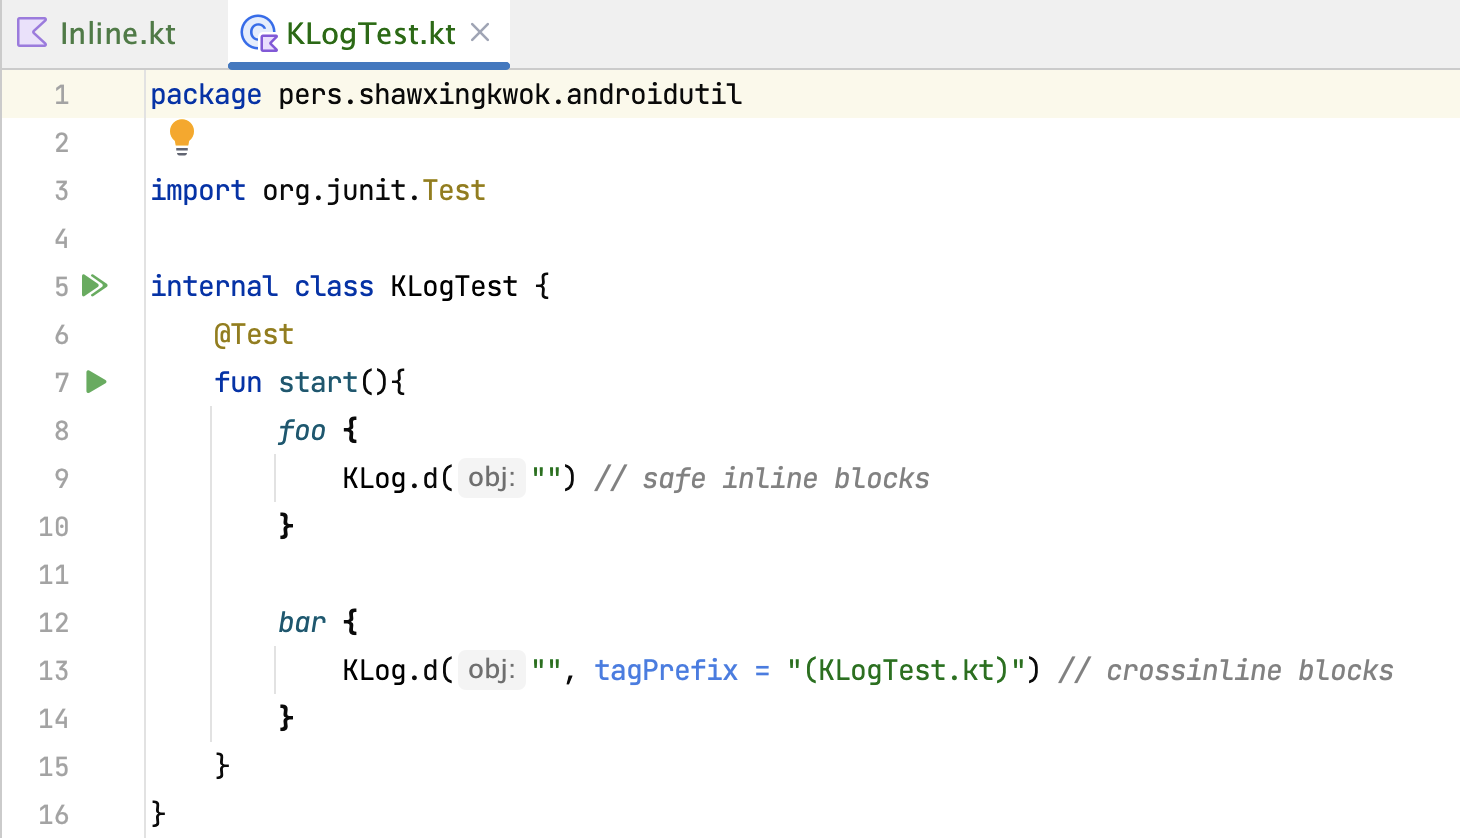 Inline.kt KLogTest.kt
1 package pers.shawxingkwok.androidutil
2
3 import org.junit.Test
4
5 internal class KLogTest {
6 @Test
7 fun start(){
8 foo {
9 KLog.d( obj: "") // safe inline blocks
10 }
11
12 bar {
13 KLog.d( obj: "", tagPrefix = "(KLogTest.kt)") // crossinline blocks
14 }
15 }
16 }